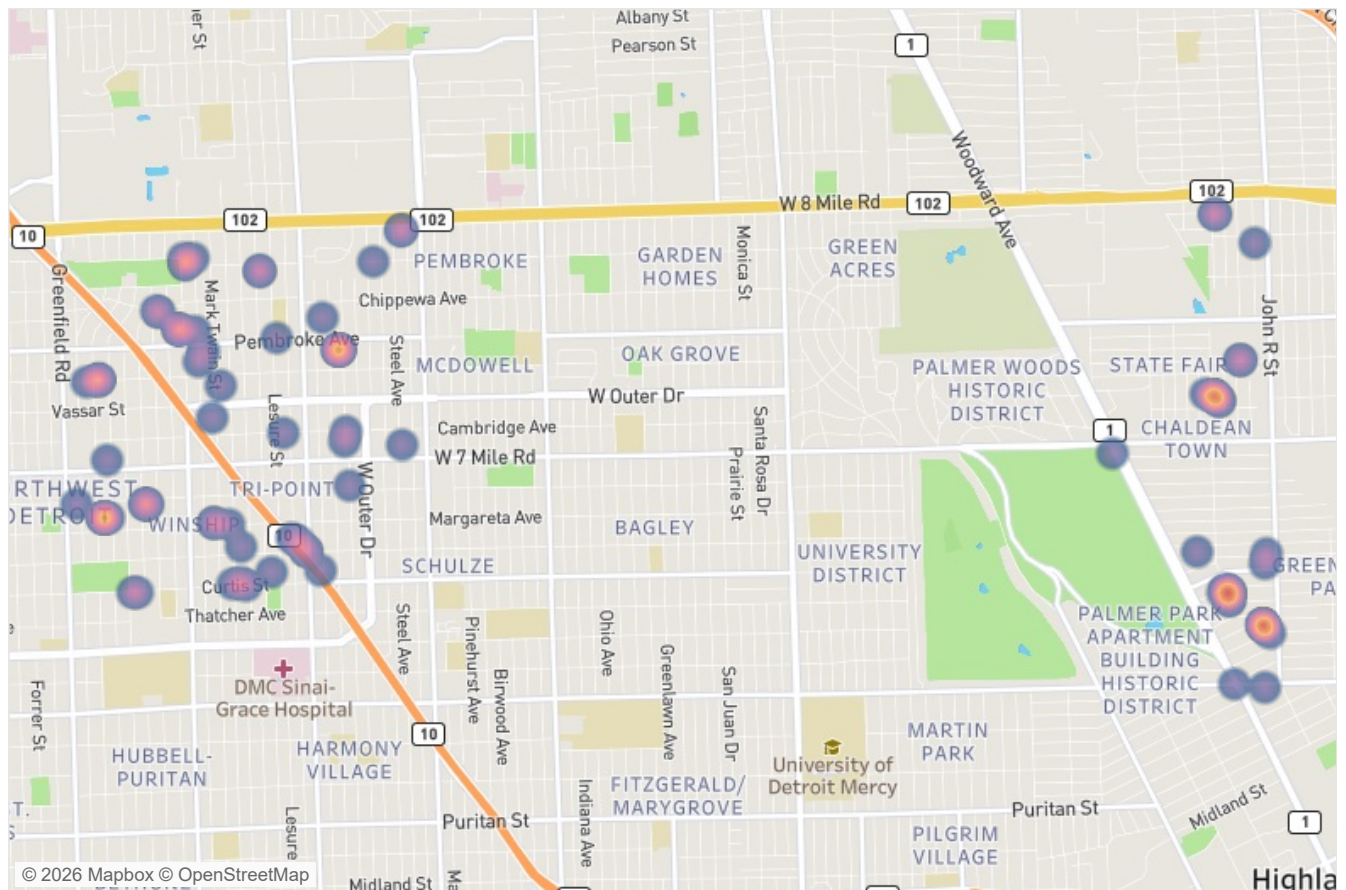 Albany St
Pearson St
1
Woodward Ave
102
W 8 Mile Rd
102
102
102
10
Greenfield Rd
PEMBROKE
GARDEN
HOMES
Monica St
GREEN
ACRES
Mark Twain St
Chippewa Ave
John R St
Pembroke Ave
Steel Ave
MCDOWELL
OAK GROVE
PALMER WOODS
HISTORIC
DISTRICT
STATE FAIR
Vassar St
W Outer Dr
Lesure St
Cambridge Ave
W 7 Mile Rd
Santa Rosa Dr
Prairie St
1
CHALDEAN
TOWN
RTHWEST
DETROIT
TRI-POINT
W Outer Dr
WINSHIP
Margareta Ave
BAGLEY
10
UNIVERSITY
DISTRICT
SCHULZE
GREEN
PA
Curtis St
Thatcher Ave
Steel Ave
Pinehurst Ave
Birwood Ave
Ohio Ave
Greenlawn Ave
San Juan Dr
PALMER PARK
APARTMENT
BUILDING
HISTORIC
DISTRICT
DMC Sinai-
Grace Hospital
Forrer St
10
HUBBELL-
PURITAN
HARMONY
VILLAGE
MARTIN
PARK
University of
Detroit Mercy
FITZGERALD/
MARYGROVE
Indiana Ave
Puritan St
Puritan St
Midland St
1
Lesure
PILGRIM
VILLAGE
© 2026 Mapbox © OpenStreetMap
Midland St
Highla